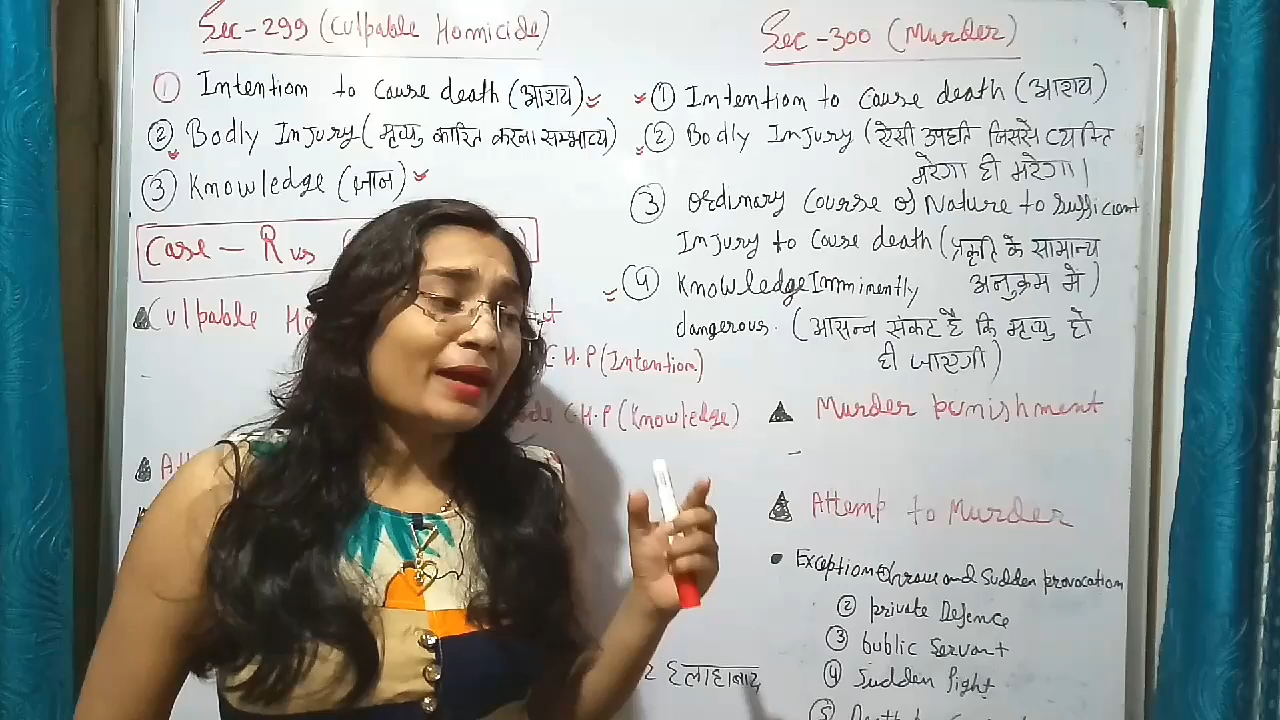 Sec-299 (Culpable Homicide)
① Intention to Cause death (आशय)
② Bodly Injury (मृत्यु कारित करना सम्भाव्य)
③ Knowledge (ज्ञान)
Case – R vs
Culpable Ho
C.H.P (Intention)
C.H.P (Knowledge)
इलाहाबाद
Sec-300 (Murder)
① Intention to Cause death (आशय)
② Bodly Injury (ऐसी उपहति जिससे व्यक्ति
मरेगा ही मरेगा।
③ Ordinary Course of Nature to sufficient
Injury to Cause death (प्रकृति के सामान्य
अनुक्रम मे)
④ Knowledge Imminently
dangerous. (आसन्न संकट है कि मृत्यु हो
ही जाएगी)
Murder punishment
Attemp to Murder
Exception ① Grave and Sudden provocation
② private Defence
③ public Servant
④ Sudden fight
⑤ Death